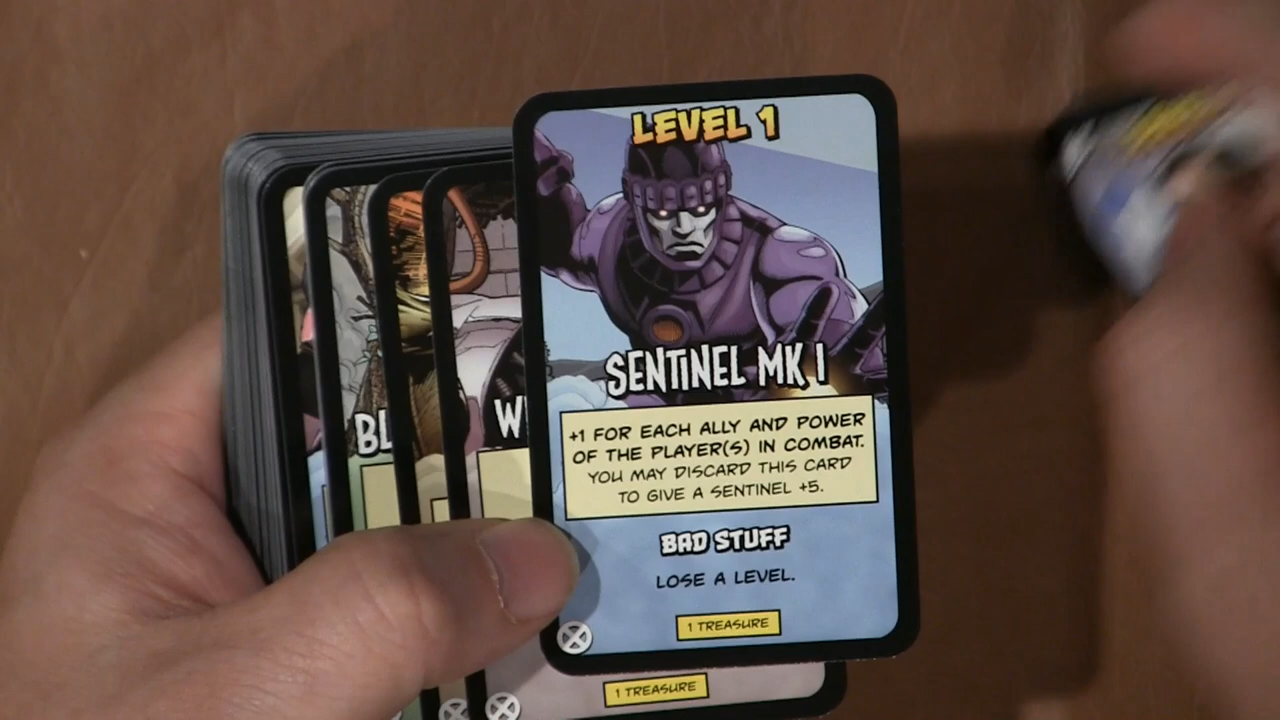 LEVEL 1
SENTINEL MK I
+1 FOR EACH ALLY AND POWER
OF THE PLAYER(S) IN COMBAT.
YOU MAY DISCARD THIS CARD
TO GIVE A SENTINEL +5.
BAD STUFF
LOSE A LEVEL.
1 TREASURE
BL
W
1 TREASURE